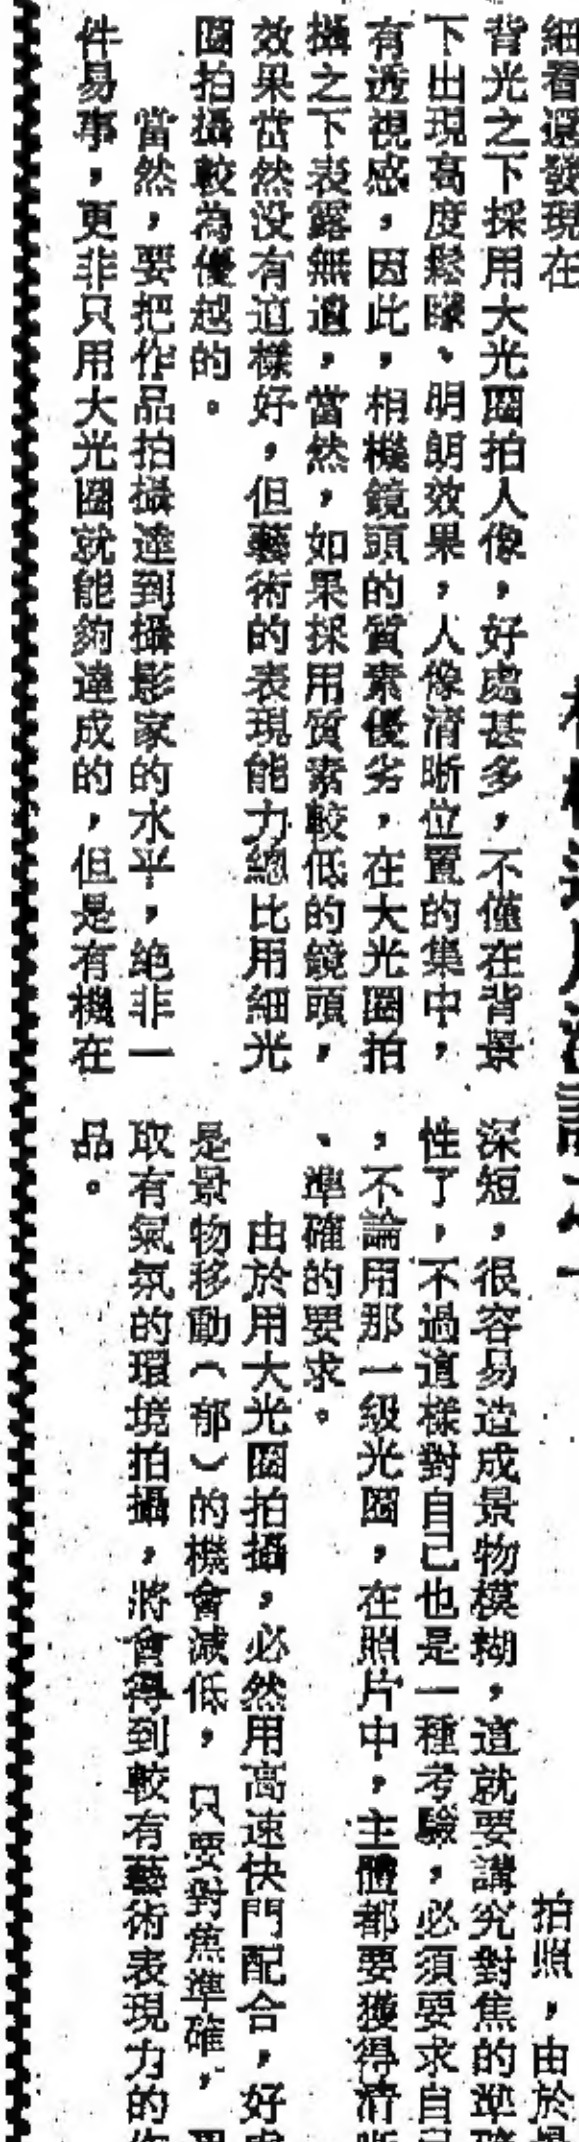 細看還發現在
背光之下採用大光圈拍人像，好處甚多，不僅在背景
下出現高度鬆矇、明朗效果，人像清晰位置的集中，
有透視感，因此，相機鏡頭的質素優劣，在大光圈拍
攝之下表露無遺，當然，如果採用質素較低的鏡頭，
效果當然没有這樣好，但藝術的表現能力總比用細光
圈拍攝較為優越的。
當然，要把作品拍攝達到攝影家的水平，絶非一
件易事，更非只用大光圈就能夠達成的，但是有機在
拍照，由於
深短，很容易造成景物模糊，這就要講究對焦的準
性了，不過這樣對自己也是一種考驗，必須要求自
，不論用那一級光圈，在照片中，主體都要獲得清
、準確的要求。
由於用大光圈拍攝，必然用高速快門配合，好
是景物移動（郁）的機會減低，只要對焦準確，
取有氣氛的環境拍攝，將會得到較有藝術表現力的
品。